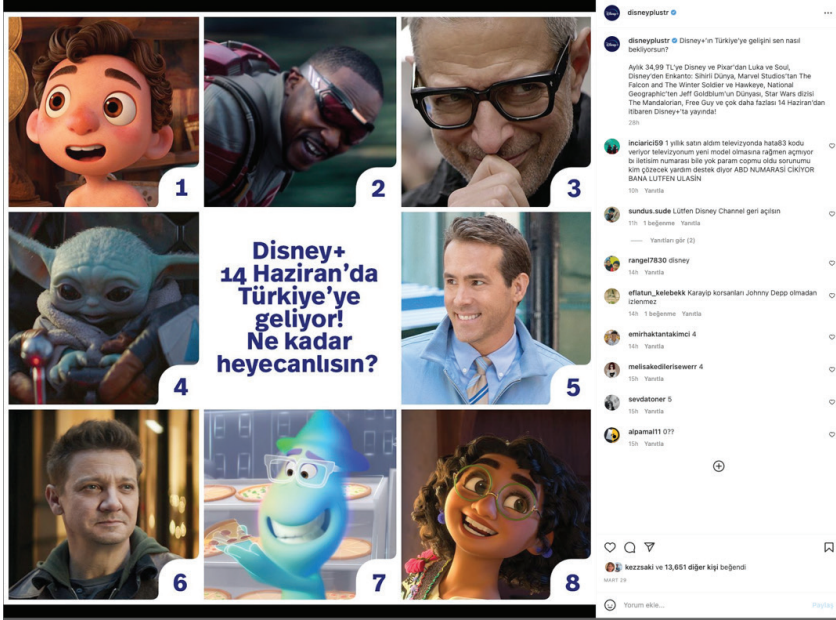 1
2
3
4
Disney+
14 Haziran'da
Türkiye'ye
geliyor!
Ne kadar
heyecanlısın?
5
6
7
8
disneyplustr
disneyplustr Disney+'ın Türkiye'ye gelişini sen nasıl
bekliyorsun?
Aylık 34,99 TL'ye Disney ve Pixar'dan Luka ve Soul,
Disney'den Enkanto: Sihirli Dünya, Marvel Studios'tan The
Falcon and The Winter Soldier ve Hawkeye, National
Geographic'ten Jeff Goldblum'un Dünyası, Star Wars dizisi
The Mandalorian, Free Guy ve çok daha fazlası 14 Haziran'dan
itibaren Disney+'ta yayında!
28h
inciarici59 1 yıllık satın aldım televizyonda hata83 kodu
veriyor televizyonum yeni model olmasına rağmen açmıyor
bı iletisim numarası bile yok param copmu oldu sorunumu
kim çözecek yardım destek diyor ABD NUMARASİ CİKİYOR
BANA LUTFEN ULASİN
10h Yanıtla
sundus.sude Lütfen Disney Channel geri açılsın
11h 1 beğenme Yanıtla
Yanıtları gör (2)
rangel7830 disney
14h Yanıtla
eflatun_kelebekk Karayip korsanları Johnny Depp olmadan
izlenmez
14h 1 beğenme Yanıtla
emirhaktantakimci 4
14h Yanıtla
melisakedilerisewerr 4
15h Yanıtla
sevdatoner 5
15h Yanıtla
alpamal11 0??
15h Yanıtla
kezzsaki ve 13,651 diğer kişi beğendi
MART 29
Yorum ekle...
Paylaş